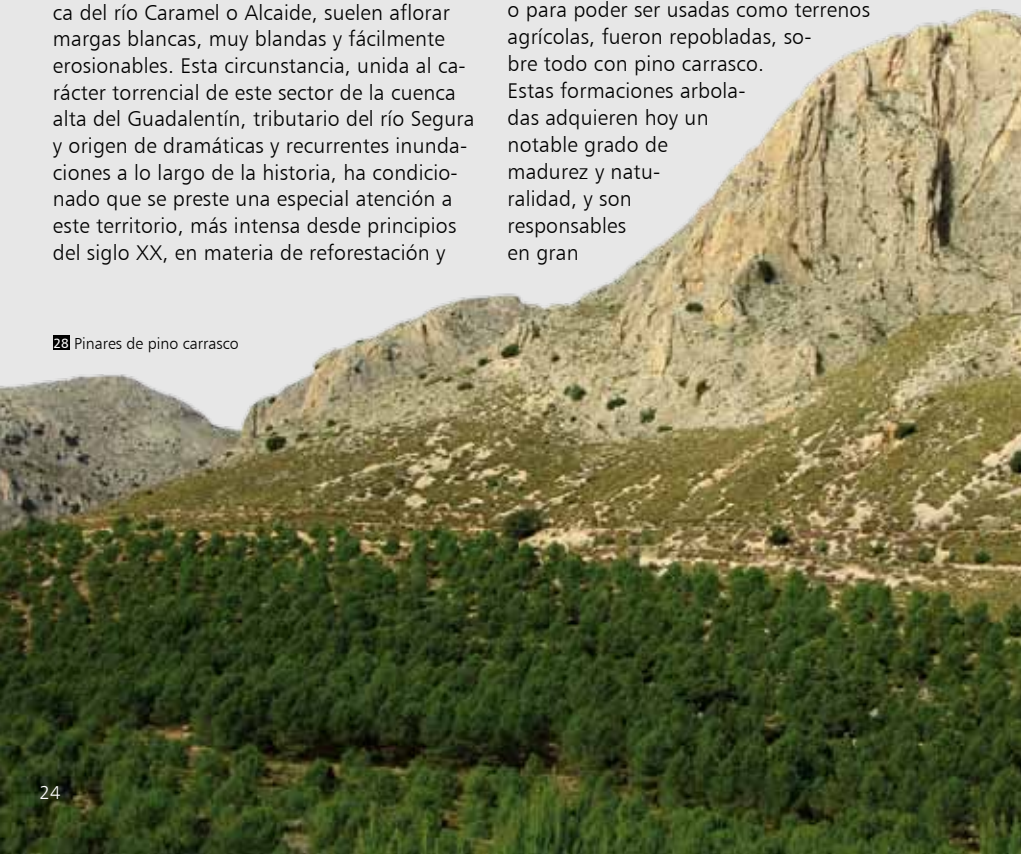 ca del río Caramel o Alcaide, suelen aflorar
margas blancas, muy blandas y fácilmente
erosionables. Esta circunstancia, unida al ca-
rácter torrencial de este sector de la cuenca
alta del Guadalentín, tributario del río Segura
y origen de dramáticas y recurrentes inunda-
ciones a lo largo de la historia, ha condicio-
nado que se preste una especial atención a
este territorio, más intensa desde principios
del siglo XX, en materia de reforestación y
o para poder ser usadas como terrenos
agrícolas, fueron repobladas, so-
bre todo con pino carrasco.
Estas formaciones arbola-
das adquieren hoy un
notable grado de
madurez y natu-
ralidad, y son
responsables
en gran
28 Pinares de pino carrasco
24